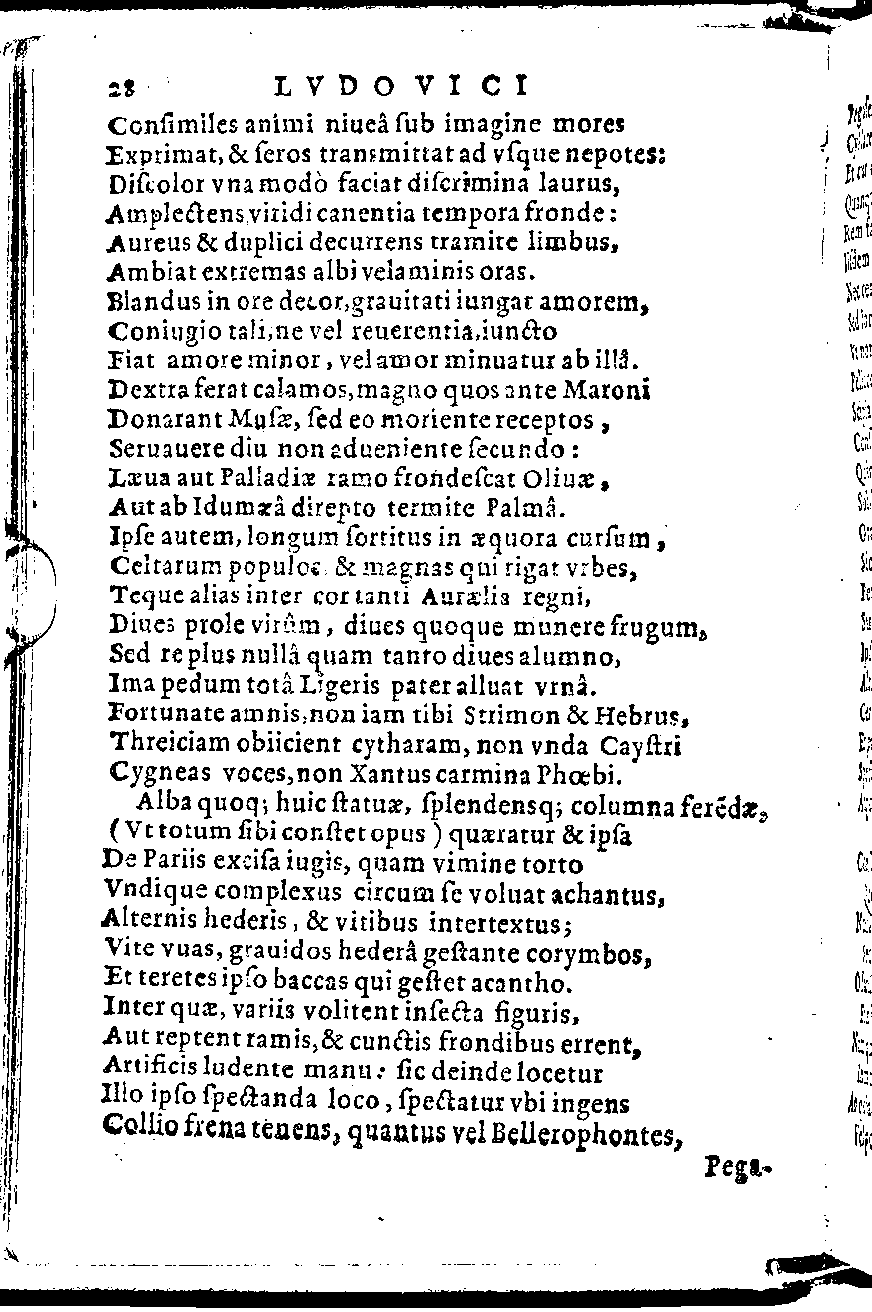 28 LVDOVICI
Conſimiles animi niueâ ſub imagine mores
Exprimat, & ſeros tranſmittat ad vſque nepotes:
Diſcolor vna modò faciat diſcrimina laurus,
Amplectens viridi canentia tempora fronde:
Aureus & duplici decurrens tramite limbus,
Ambiat extremas albi velaminis oras.
Blandus in ore decor, grauitati iungat amorem,
Coniugio tali, ne vel reuerentia, iuncto
Fiat amore minor, vel amor minuatur ab illâ.
Dextra ferat calamos, magno quos ante Maroni
Donarant Muſæ, ſed eo moriente receptos,
Seruauere diu non adueniente ſecundo:
Læua aut Palladiæ ramo frondeſcat Oliuæ,
Aut ab Idumæâ direpto termite Palmâ.
Ipſe autem, longum ſortitus in æquora curſum,
Celtarum populos & magnas qui rigat vrbes,
Teque alias inter cor tanti Aurælia regni,
Diues prole virûm, diues quoque munere frugum,
Sed re plus nullâ quam tanto diues alumno,
Ima pedum totâ Ligeris pater alluat vrnâ.
Fortunate amnis, non iam tibi Strimon & Hebrus,
Threiciam obiicient cytharam, non vnda Cayſtri
Cygneas voces, non Xantus carmina Phœbi.
Alba quoq; huic ſtatuæ, ſplendensq; columna ferẽdæ,
(Vt totum ſibi conſtet opus) quæratur & ipſa
De Pariis exciſa iugis, quam vimine torto
Vndique complexus circum ſe voluat achantus,
Alternis hederis, & vitibus intertextus;
Vite vuas, grauidos hederâ geſtante corymbos,
Et teretes ipſo baccas qui geſtet acantho.
Inter quæ, variis volitent inſecta figuris,
Aut reptent ramis, & cunctis frondibus errent,
Artificis ludente manu: ſic deinde locetur
Illo ipſo ſpectanda loco, ſpectatur vbi ingens
Collio frena tenens, quantus vel Bellerophontes,
Pega-